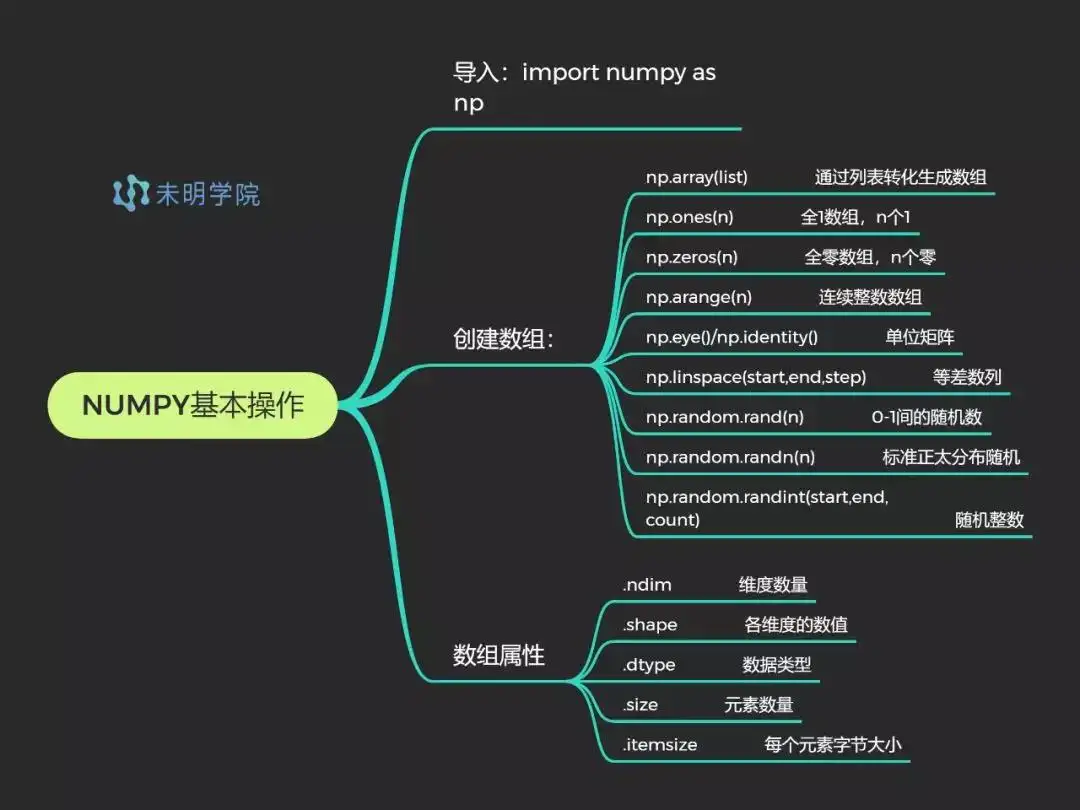 导入：import numpy as
np
未明学院
np.array(list) 通过列表转化生成数组
np.ones(n) 全1数组，n个1
np.zeros(n) 全零数组，n个零
np.arange(n) 连续整数数组
创建数组：
np.eye()/np.identity() 单位矩阵
np.linspace(start,end,step) 等差数列
NUMPY基本操作
np.random.rand(n) 0-1间的随机数
np.random.randn(n) 标准正太分布随机
np.random.randint(start,end,
count) 随机整数
.ndim 维度数量
.shape 各维度的数值
数组属性
.dtype 数据类型
.size 元素数量
.itemsize 每个元素字节大小